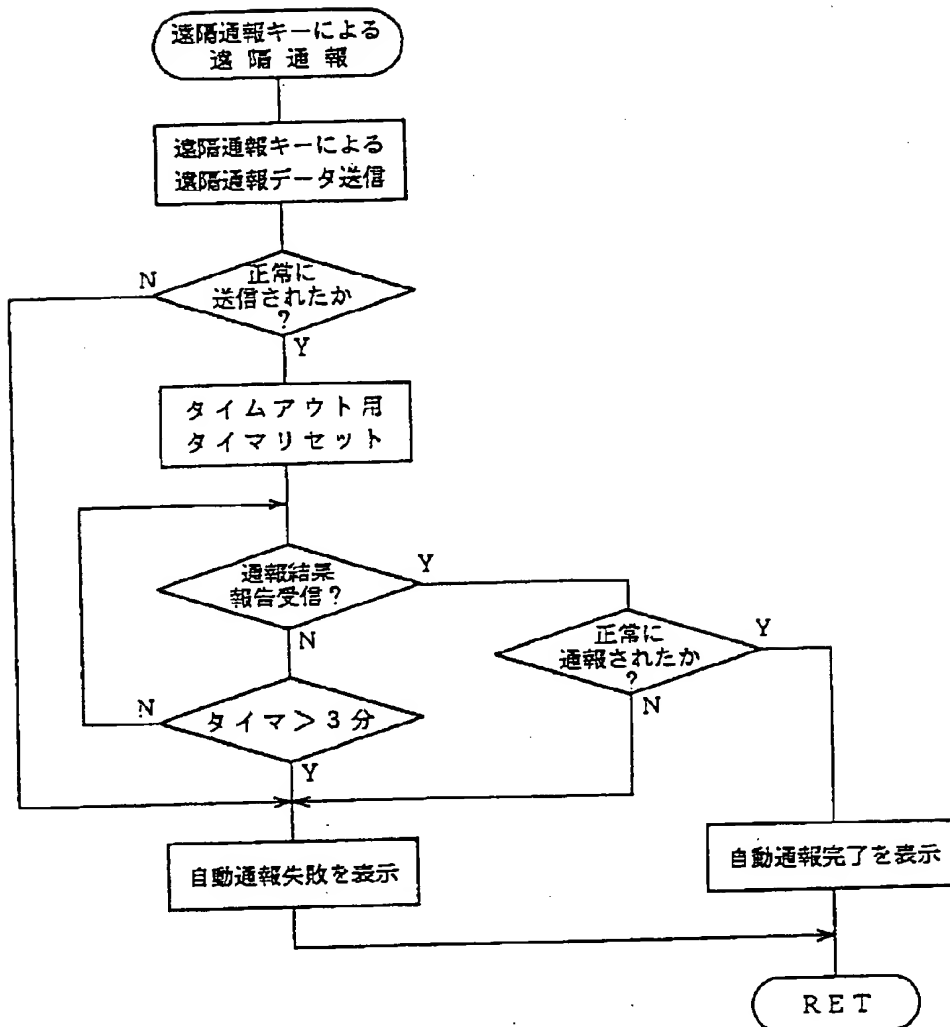 遠隔通報キーによる
遠隔通報
遠隔通報キーによる
遠隔通報データ送信
正常に
送信されたか
?
N
Y
タイムアウト用
タイマリセット
通報結果
報告受信?
Y
N
正常に
通報されたか
?
Y
N
タイマ>3分
N
Y
自動通報失敗を表示
自動通報完了を表示
RET